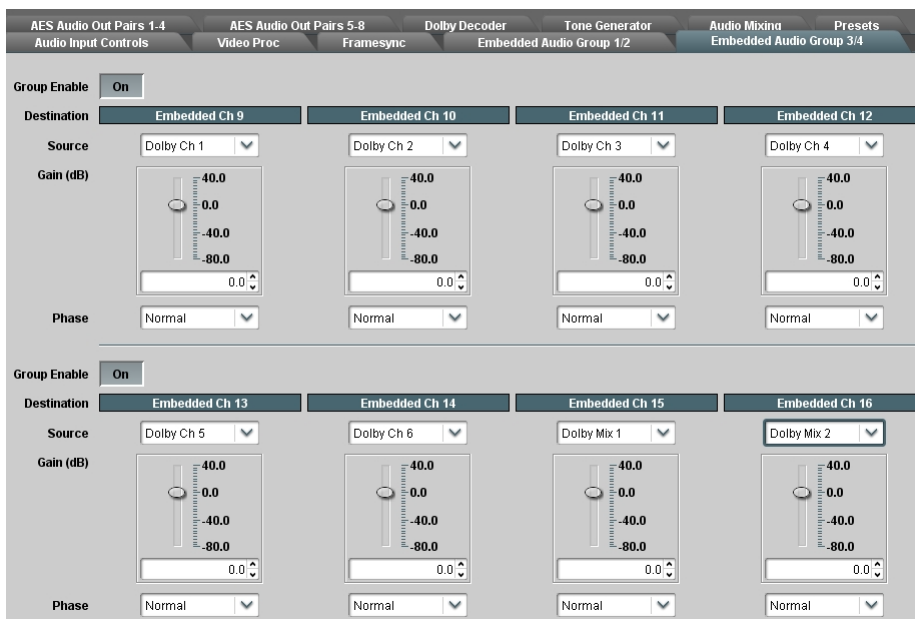 AES Audio Out Pairs 1-4 AES Audio Out Pairs 5-8 Dolby Decoder Tone Generator Audio Mixing Presets
Audio Input Controls Video Proc Framesync Embedded Audio Group 1/2 Embedded Audio Group 3/4
Group Enable On
Destination Embedded Ch 9 Embedded Ch 10 Embedded Ch 11 Embedded Ch 12
Source Dolby Ch 1 Dolby Ch 2 Dolby Ch 3 Dolby Ch 4
Gain (dB) 40.0 40.0 40.0 40.0
0.0 0.0 0.0 0.0
-40.0 -40.0 -40.0 -40.0
-80.0 -80.0 -80.0 -80.0
0.0 0.0 0.0 0.0
Phase Normal Normal Normal Normal
Group Enable On
Destination Embedded Ch 13 Embedded Ch 14 Embedded Ch 15 Embedded Ch 16
Source Dolby Ch 5 Dolby Ch 6 Dolby Mix 1 Dolby Mix 2
Gain (dB) 40.0 40.0 40.0 40.0
0.0 0.0 0.0 0.0
-40.0 -40.0 -40.0 -40.0
-80.0 -80.0 -80.0 -80.0
0.0 0.0 0.0 0.0
Phase Normal Normal Normal Normal